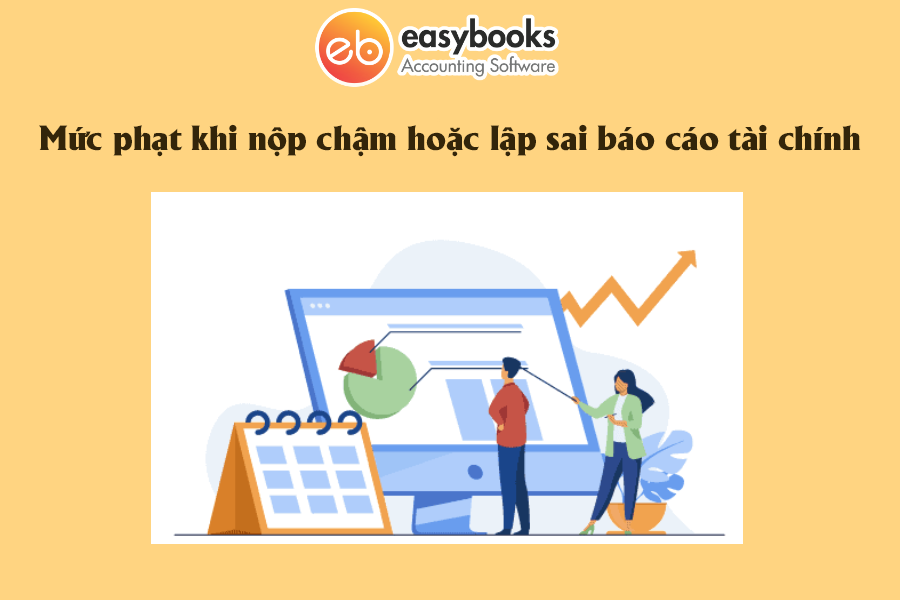 eb easybooks
Accounting Software
Mức phạt khi nộp chậm hoặc lập sai báo cáo tài chính